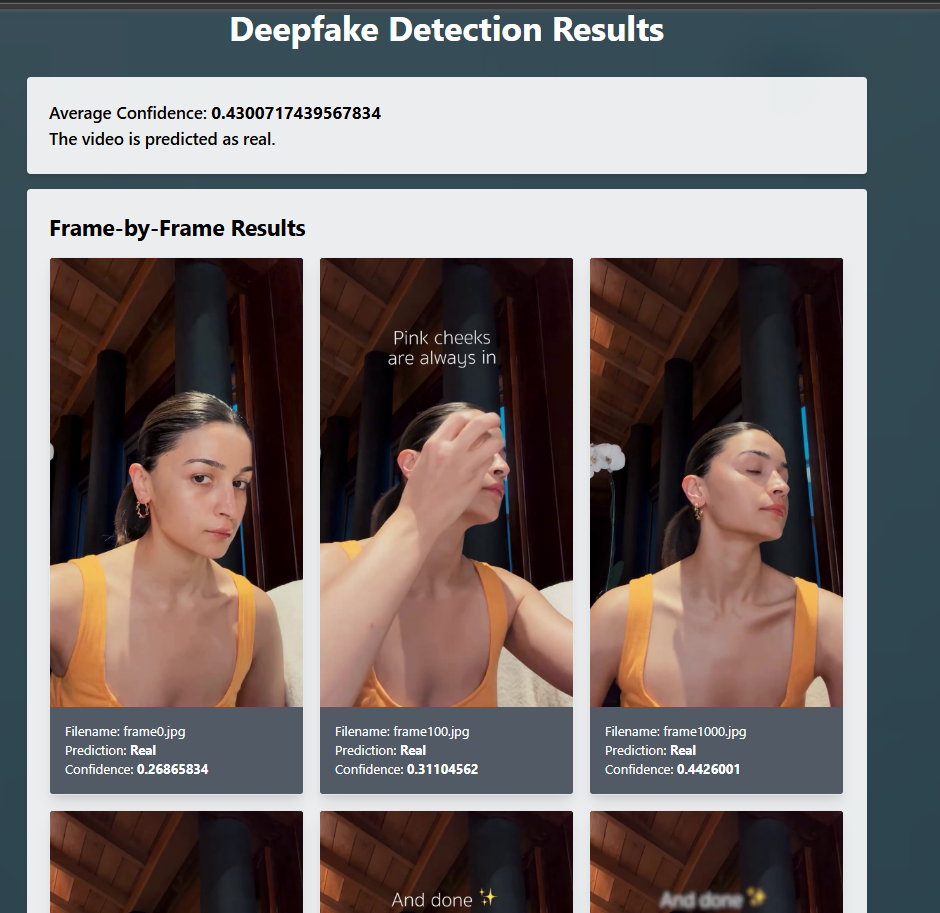 Deepfake Detection Results
Average Confidence: 0.4300717439567834
The video is predicted as real.
Frame-by-Frame Results
Pink cheeks
are always in
Filename: frame0.jpg
Prediction: Real
Confidence: 0.26865834
Filename: frame100.jpg
Prediction: Real
Confidence: 0.31104562
Filename: frame1000.jpg
Prediction: Real
Confidence: 0.4426001
And done ✨
And done ✨